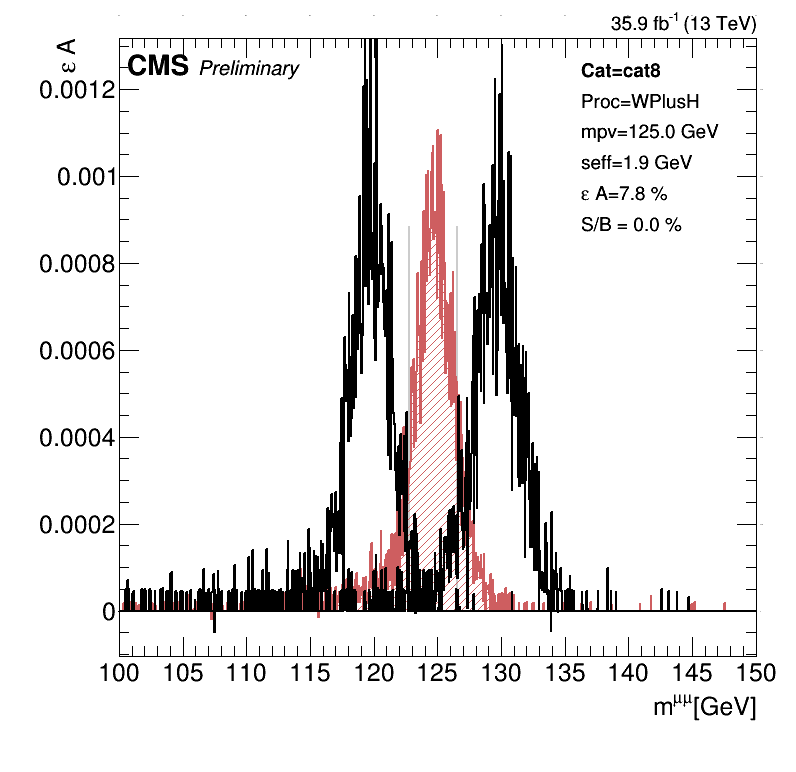 35.9 fb⁻¹ (13 TeV)
ε A
CMS Preliminary
Cat=cat8
Proc=WPlusH
mpv=125.0 GeV
seff=1.9 GeV
ε A=7.8 %
S/B = 0.0 %
0.0012
0.001
0.0008
0.0006
0.0004
0.0002
0
100 105 110 115 120 125 130 135 140 145 150
m^μμ[GeV]